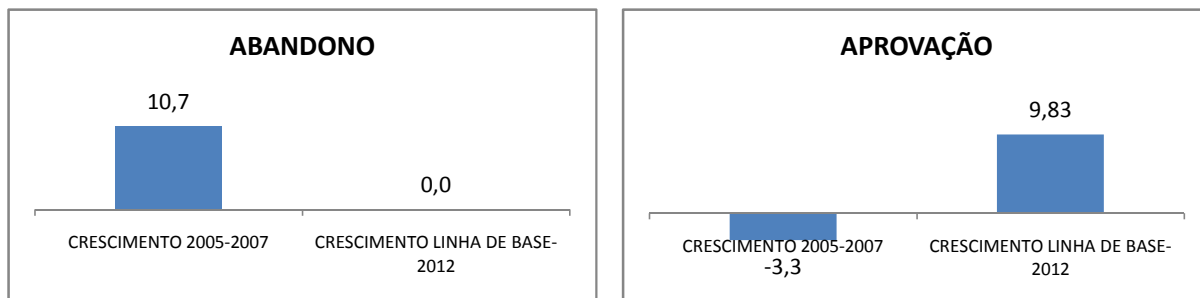 ABANDONO
10,7
0,0
CRESCIMENTO 2005-2007
CRESCIMENTO LINHA DE BASE-
2012
APROVAÇÃO
9,83
CRESCIMENTO 2005-2007
-3,3
CRESCIMENTO LINHA DE BASE-
2012